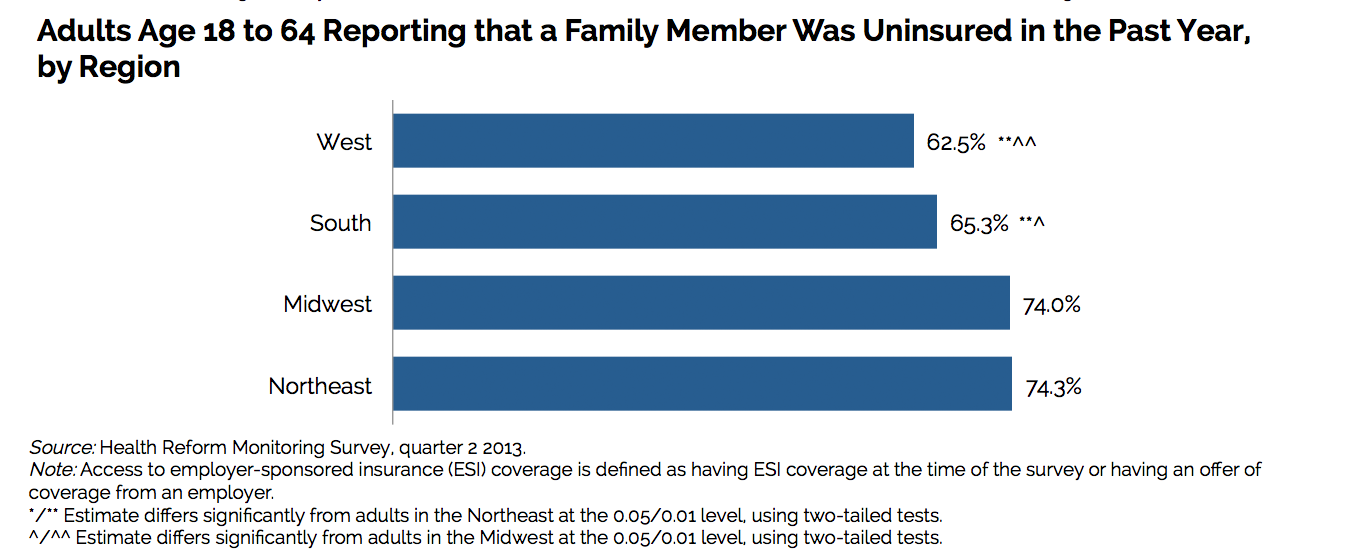 Adults Age 18 to 64 Reporting that a Family Member Was Uninsured in the Past Year,
by Region
West 62.5% **^^
South 65.3% **^
Midwest 74.0%
Northeast 74.3%
Source: Health Reform Monitoring Survey, quarter 2 2013.
Note: Access to employer-sponsored insurance (ESI) coverage is defined as having ESI coverage at the time of the survey or having an offer of
coverage from an employer.
*/** Estimate differs significantly from adults in the Northeast at the 0.05/0.01 level, using two-tailed tests.
^/^^ Estimate differs significantly from adults in the Midwest at the 0.05/0.01 level, using two-tailed tests.